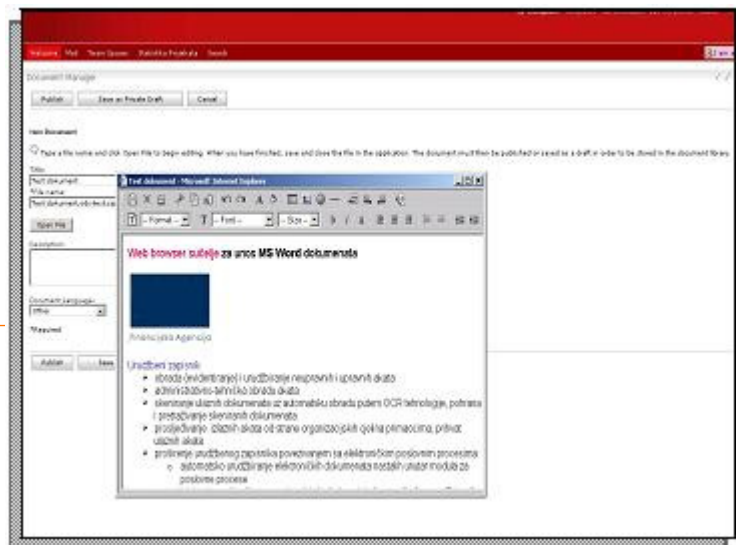 Welcome Mail Team Spaces Statistika Projekata Search
Document Manager
Publish Save as Private Draft Cancel
New Document
Type a file name and click Open File to begin editing. When you have finished, save and close the file in the application. The document must then be published or saved as a draft in order to be stored in the document library.
Title:
Test dokument
*File name:
Open File
Description:
Document Language:
*Required
Publish Save
Test dokument - Microsoft Internet Explorer
- Format - - Font - - Size -
Web browser sučelje za unos MS Word dokumenata
Financijska Agencija
Urudžbeni zapisnik
obrada (evidentiranje) i urudžbiranje neupravnih i upravnih akata
administrativno-tehnička obrada akata
skeniranje ulaznih dokumenata uz automatsku obradu putem OCR tehnologije, pohrana
i pretraživanje skeniranih dokumenata
prosljeđivanje izlaznih akata od strane organizacijskih cjelina primaocima, prihvat
ulaznih akata
proširenje urudžbenog zapisnika povezivanjem sa elektroničkim poslovnim procesima
automatsko urudžbiranje elektroničkih dokumenata nastalih unutar modula za
poslovne procese